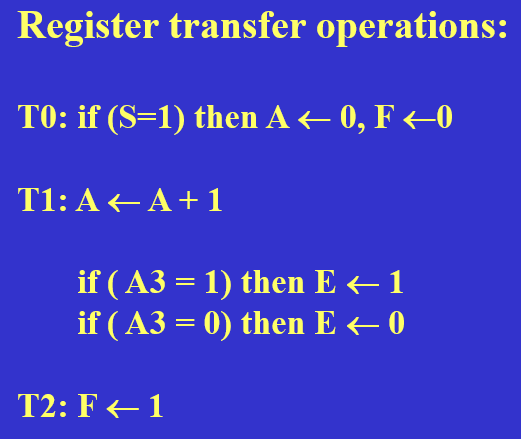 Register transfer operations:
T0: if (S=1) then A ← 0, F ←0
T1: A ← A + 1
if ( A3 = 1) then E ← 1
if ( A3 = 0) then E ← 0
T2: F ← 1